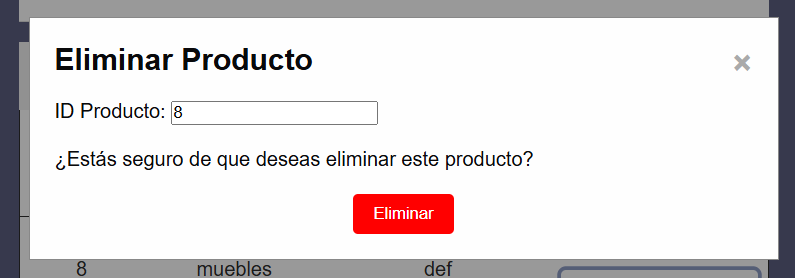 Eliminar Producto
×
ID Producto: 8
¿Estás seguro de que deseas eliminar este producto?
Eliminar
8 muebles def